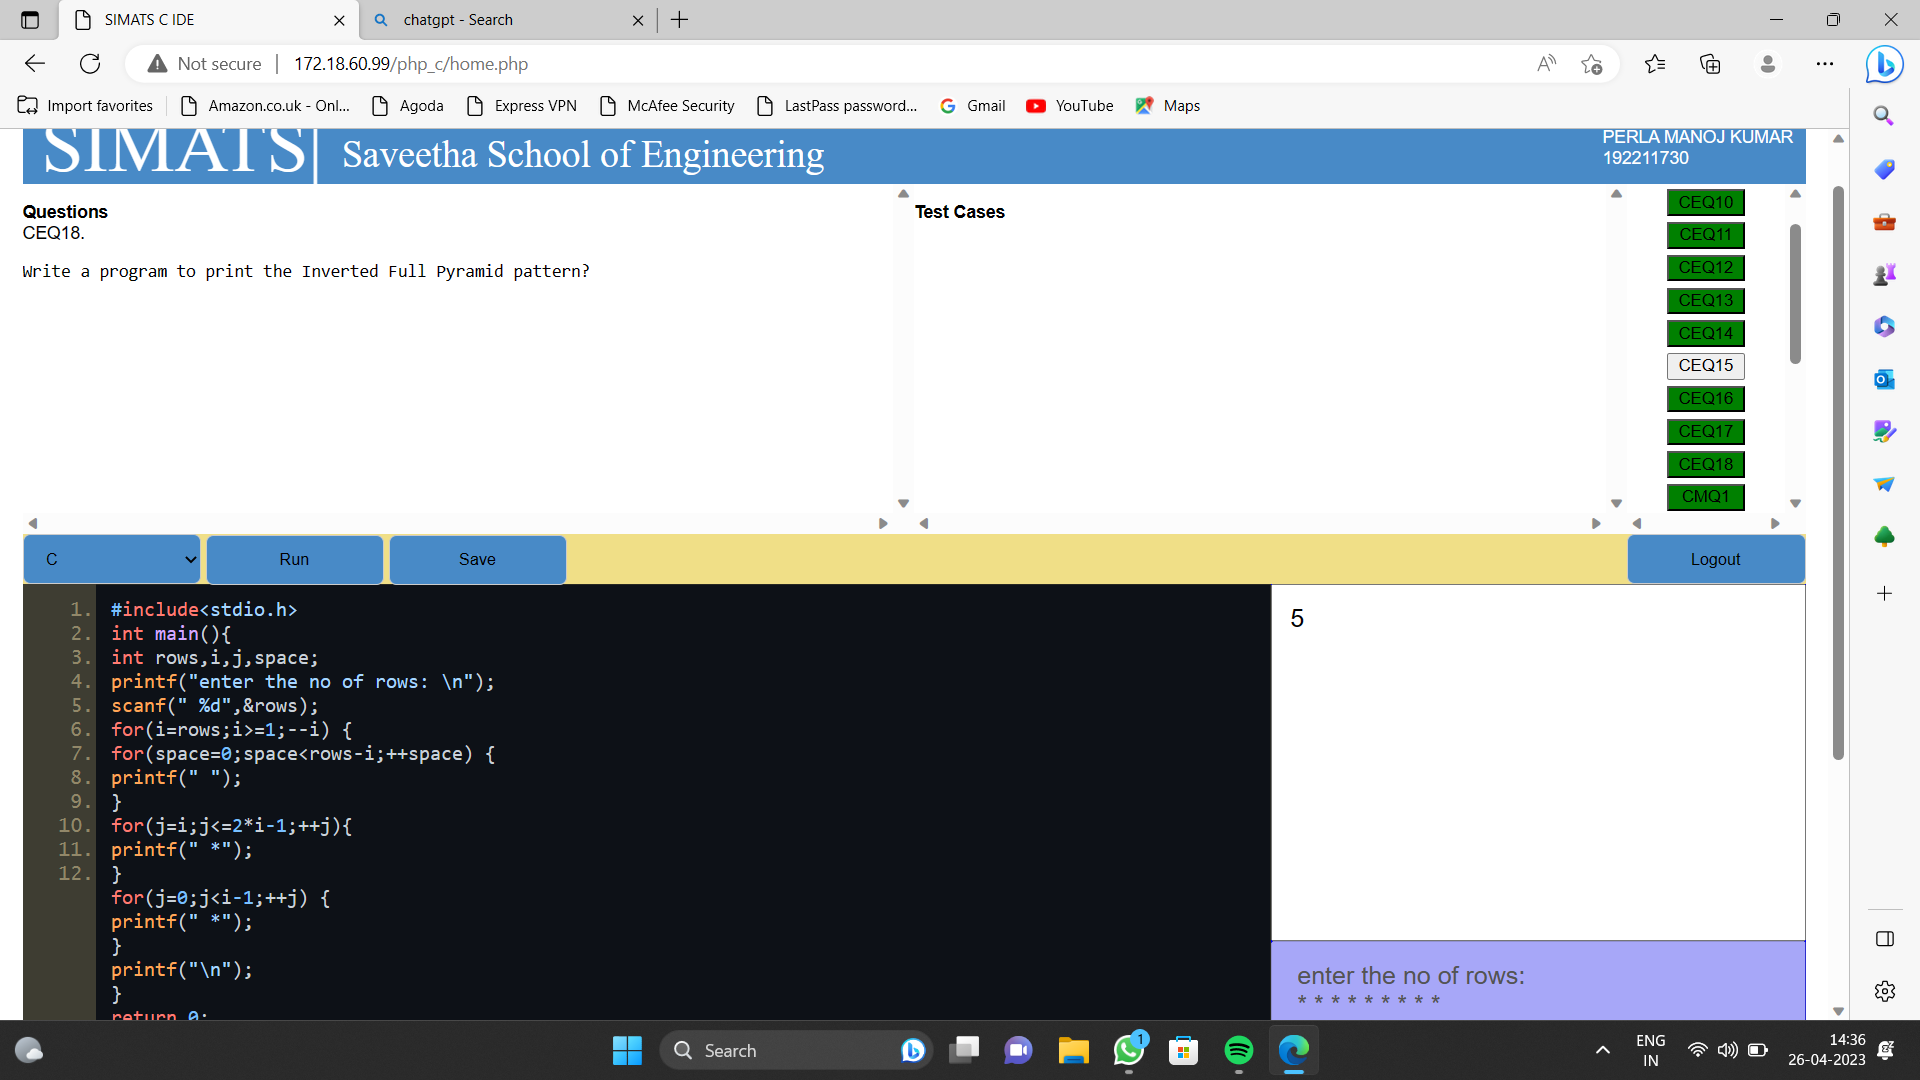 SIMATS C IDE
chatgpt - Search
Not secure
172.18.60.99/php_c/home.php
Import favorites
Amazon.co.uk - Onl...
Agoda
Express VPN
McAfee Security
LastPass password...
Gmail
YouTube
Maps
SIMATS
Saveetha School of Engineering
PERLA MANOJ KUMAR
192211730
Questions
CEQ18.
Write a program to print the Inverted Full Pyramid pattern?
Test Cases
CEQ10
CEQ11
CEQ12
CEQ13
CEQ14
CEQ15
CEQ16
CEQ17
CEQ18
CMQ1
C
Run
Save
Logout
1. #include<stdio.h>
2. int main(){
3. int rows,i,j,space;
4. printf("enter the no of rows: \n");
5. scanf(" %d",&rows);
6. for(i=rows;i>=1;--i) {
7. for(space=0;space<rows-i;++space) {
8. printf(" ");
9. }
10. for(j=i;j<=2*i-1;++j){
11. printf(" *");
12. }
for(j=0;j<i-1;++j) {
printf(" *");
}
printf("\n");
}
return 0;
5
enter the no of rows:
* * * * * * * * *
Search
1
ENG
IN
14:36
26-04-2023